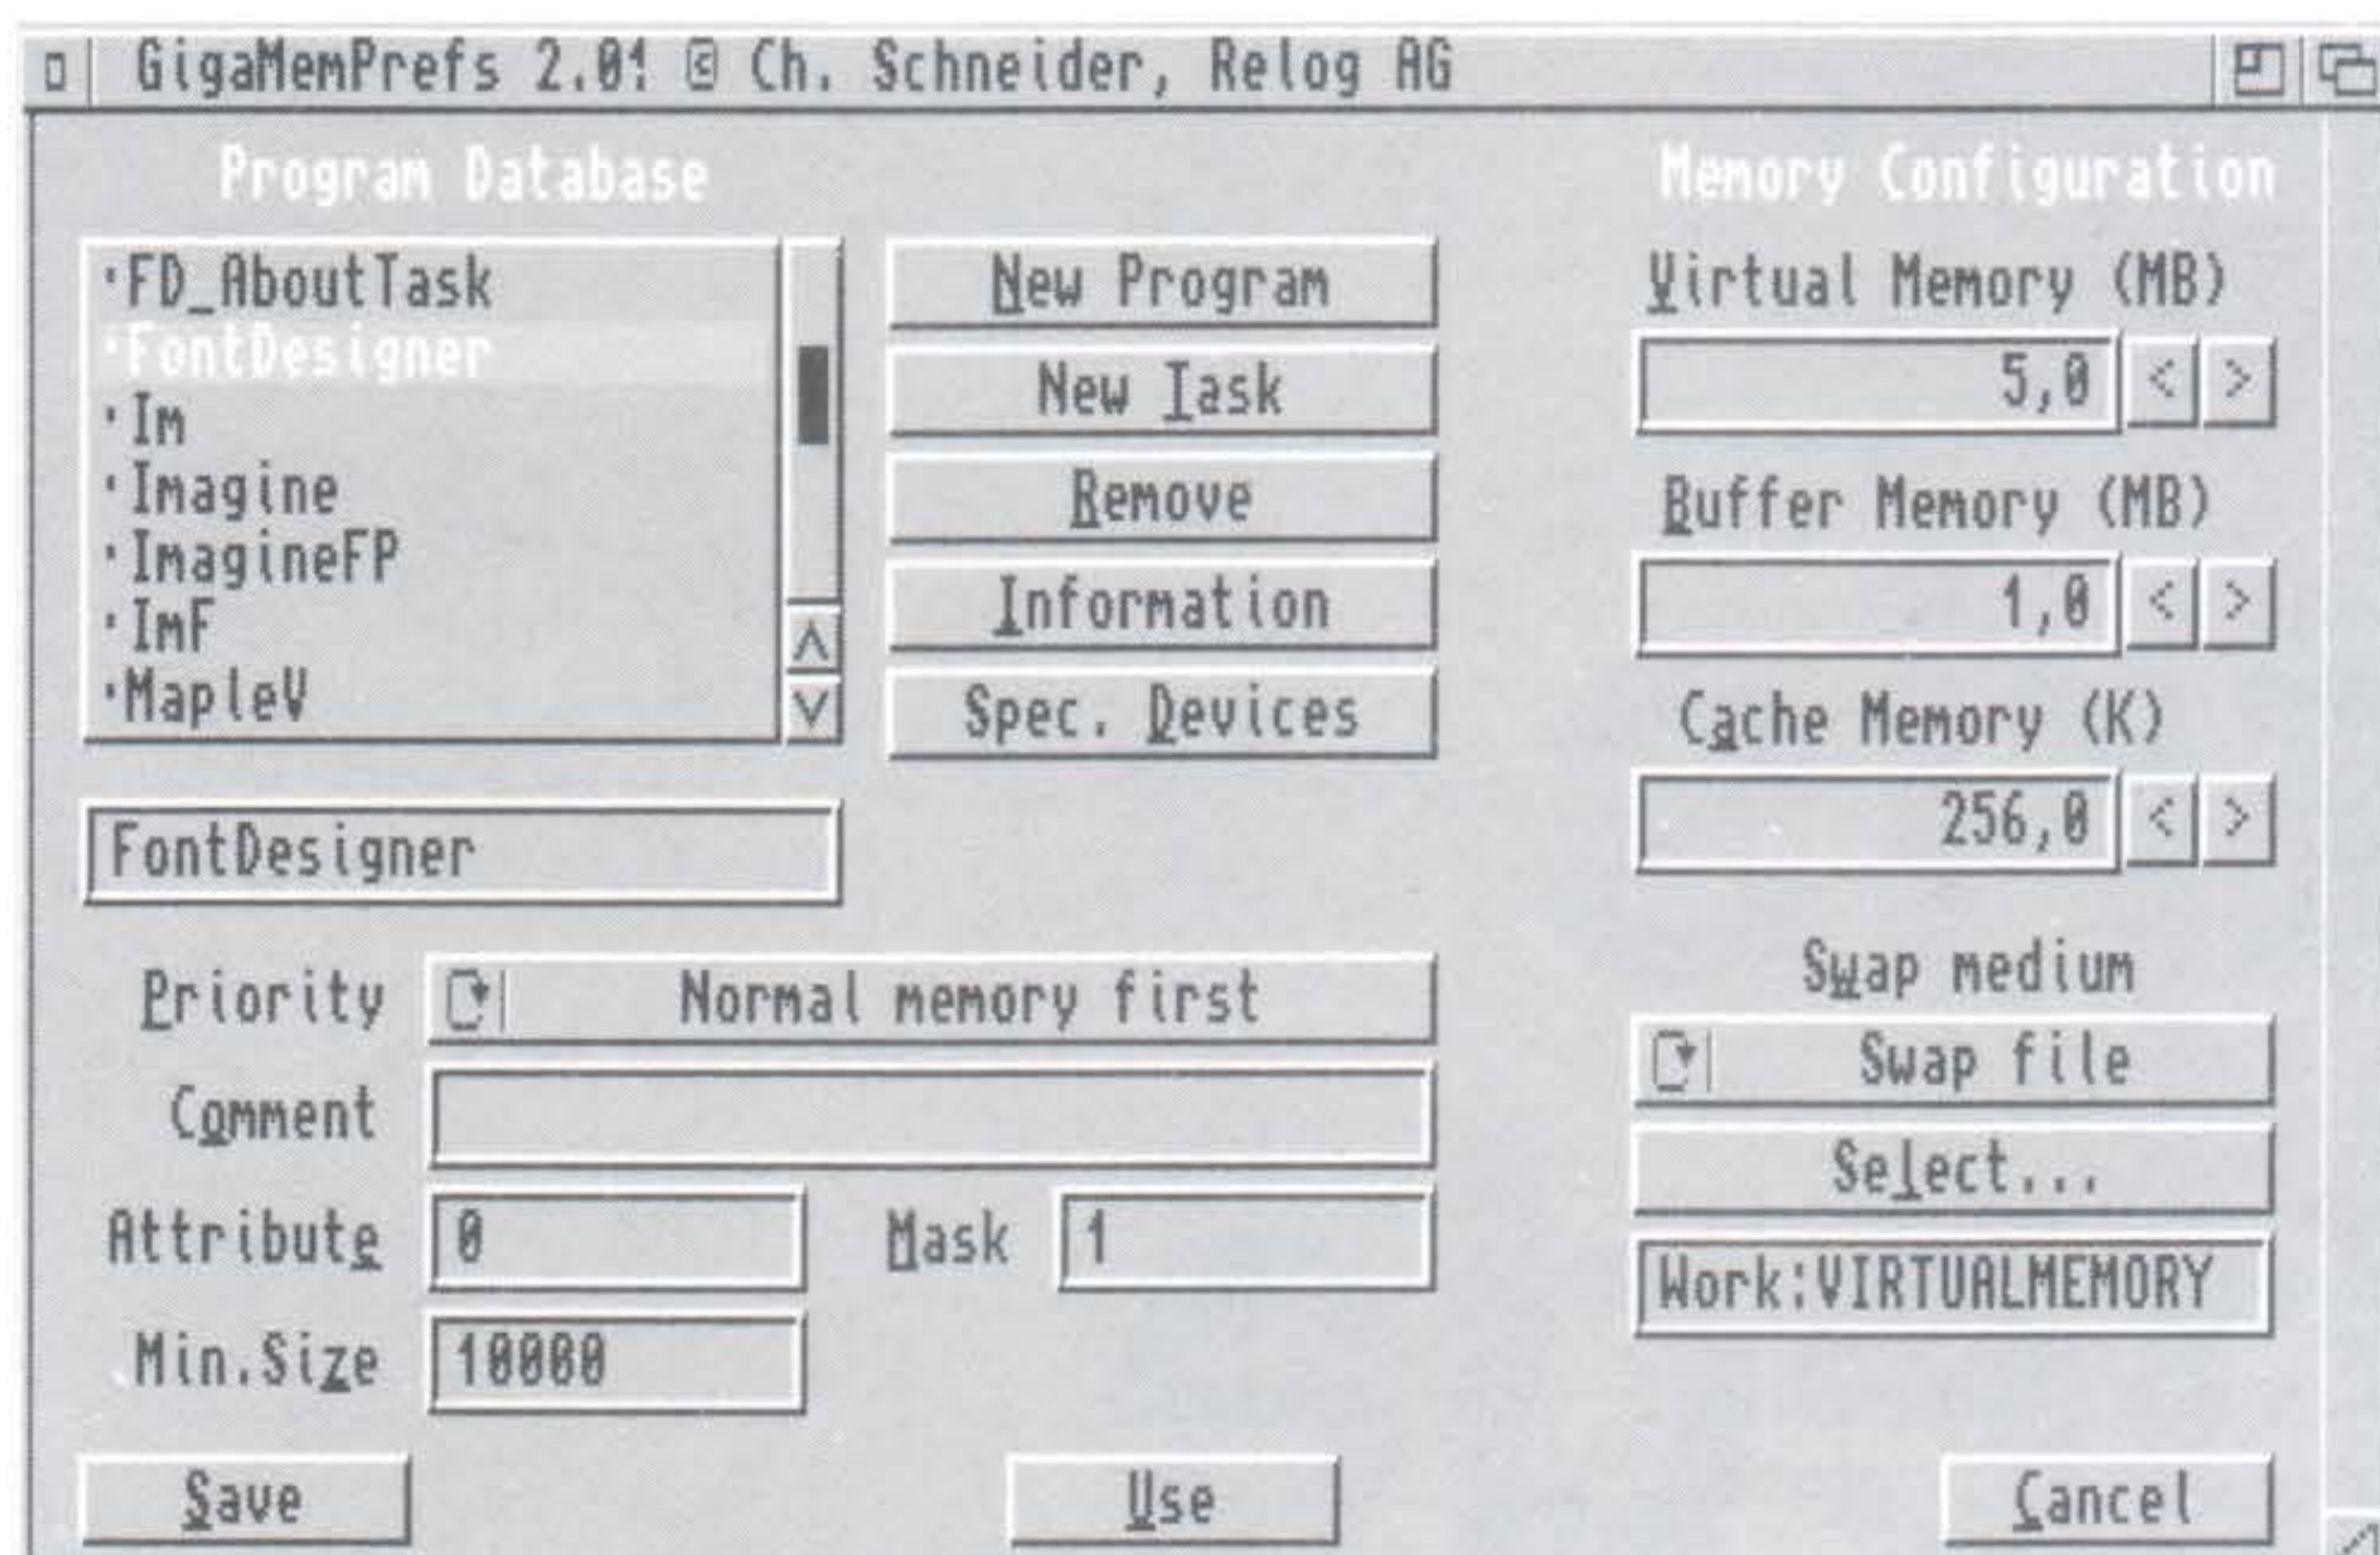 GigaMemPrefs 2.01 © Ch. Schneider, Relog AG
Program Database
·FD_AboutTask
·FontDesigner
·Im
·Imagine
·ImagineFP
·ImF
·MapleV
FontDesigner
New Program
New Task
Remove
Information
Spec. Devices
Priority
Normal memory first
Comment
Attribute
0
Mask
1
Min.Size
10000
Memory Configuration
Virtual Memory (MB)
5,0 < >
Buffer Memory (MB)
1,0 < >
Cache Memory (K)
256,0 < >
Swap medium
Swap file
Select...
Work:VIRTUALMEMORY
Save
Use
Cancel